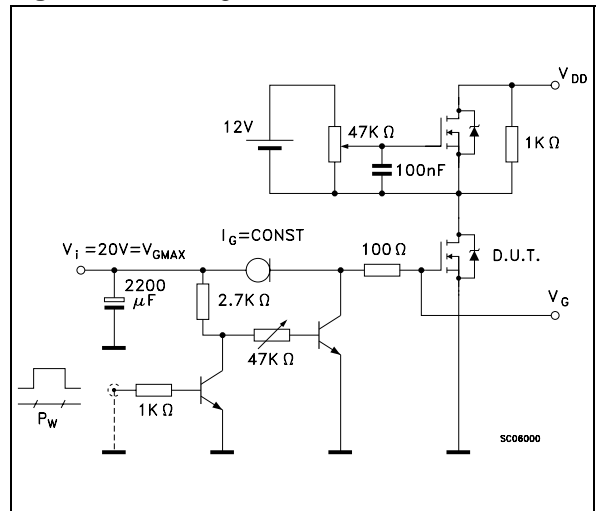 V_DD
12V
47K Ω
1K Ω
100nF
V_i =20V=V_GMAX
I_G=CONST
100 Ω
D.U.T.
2200
μF
2.7K Ω
V_G
47K Ω
1K Ω
P_W
SC06000